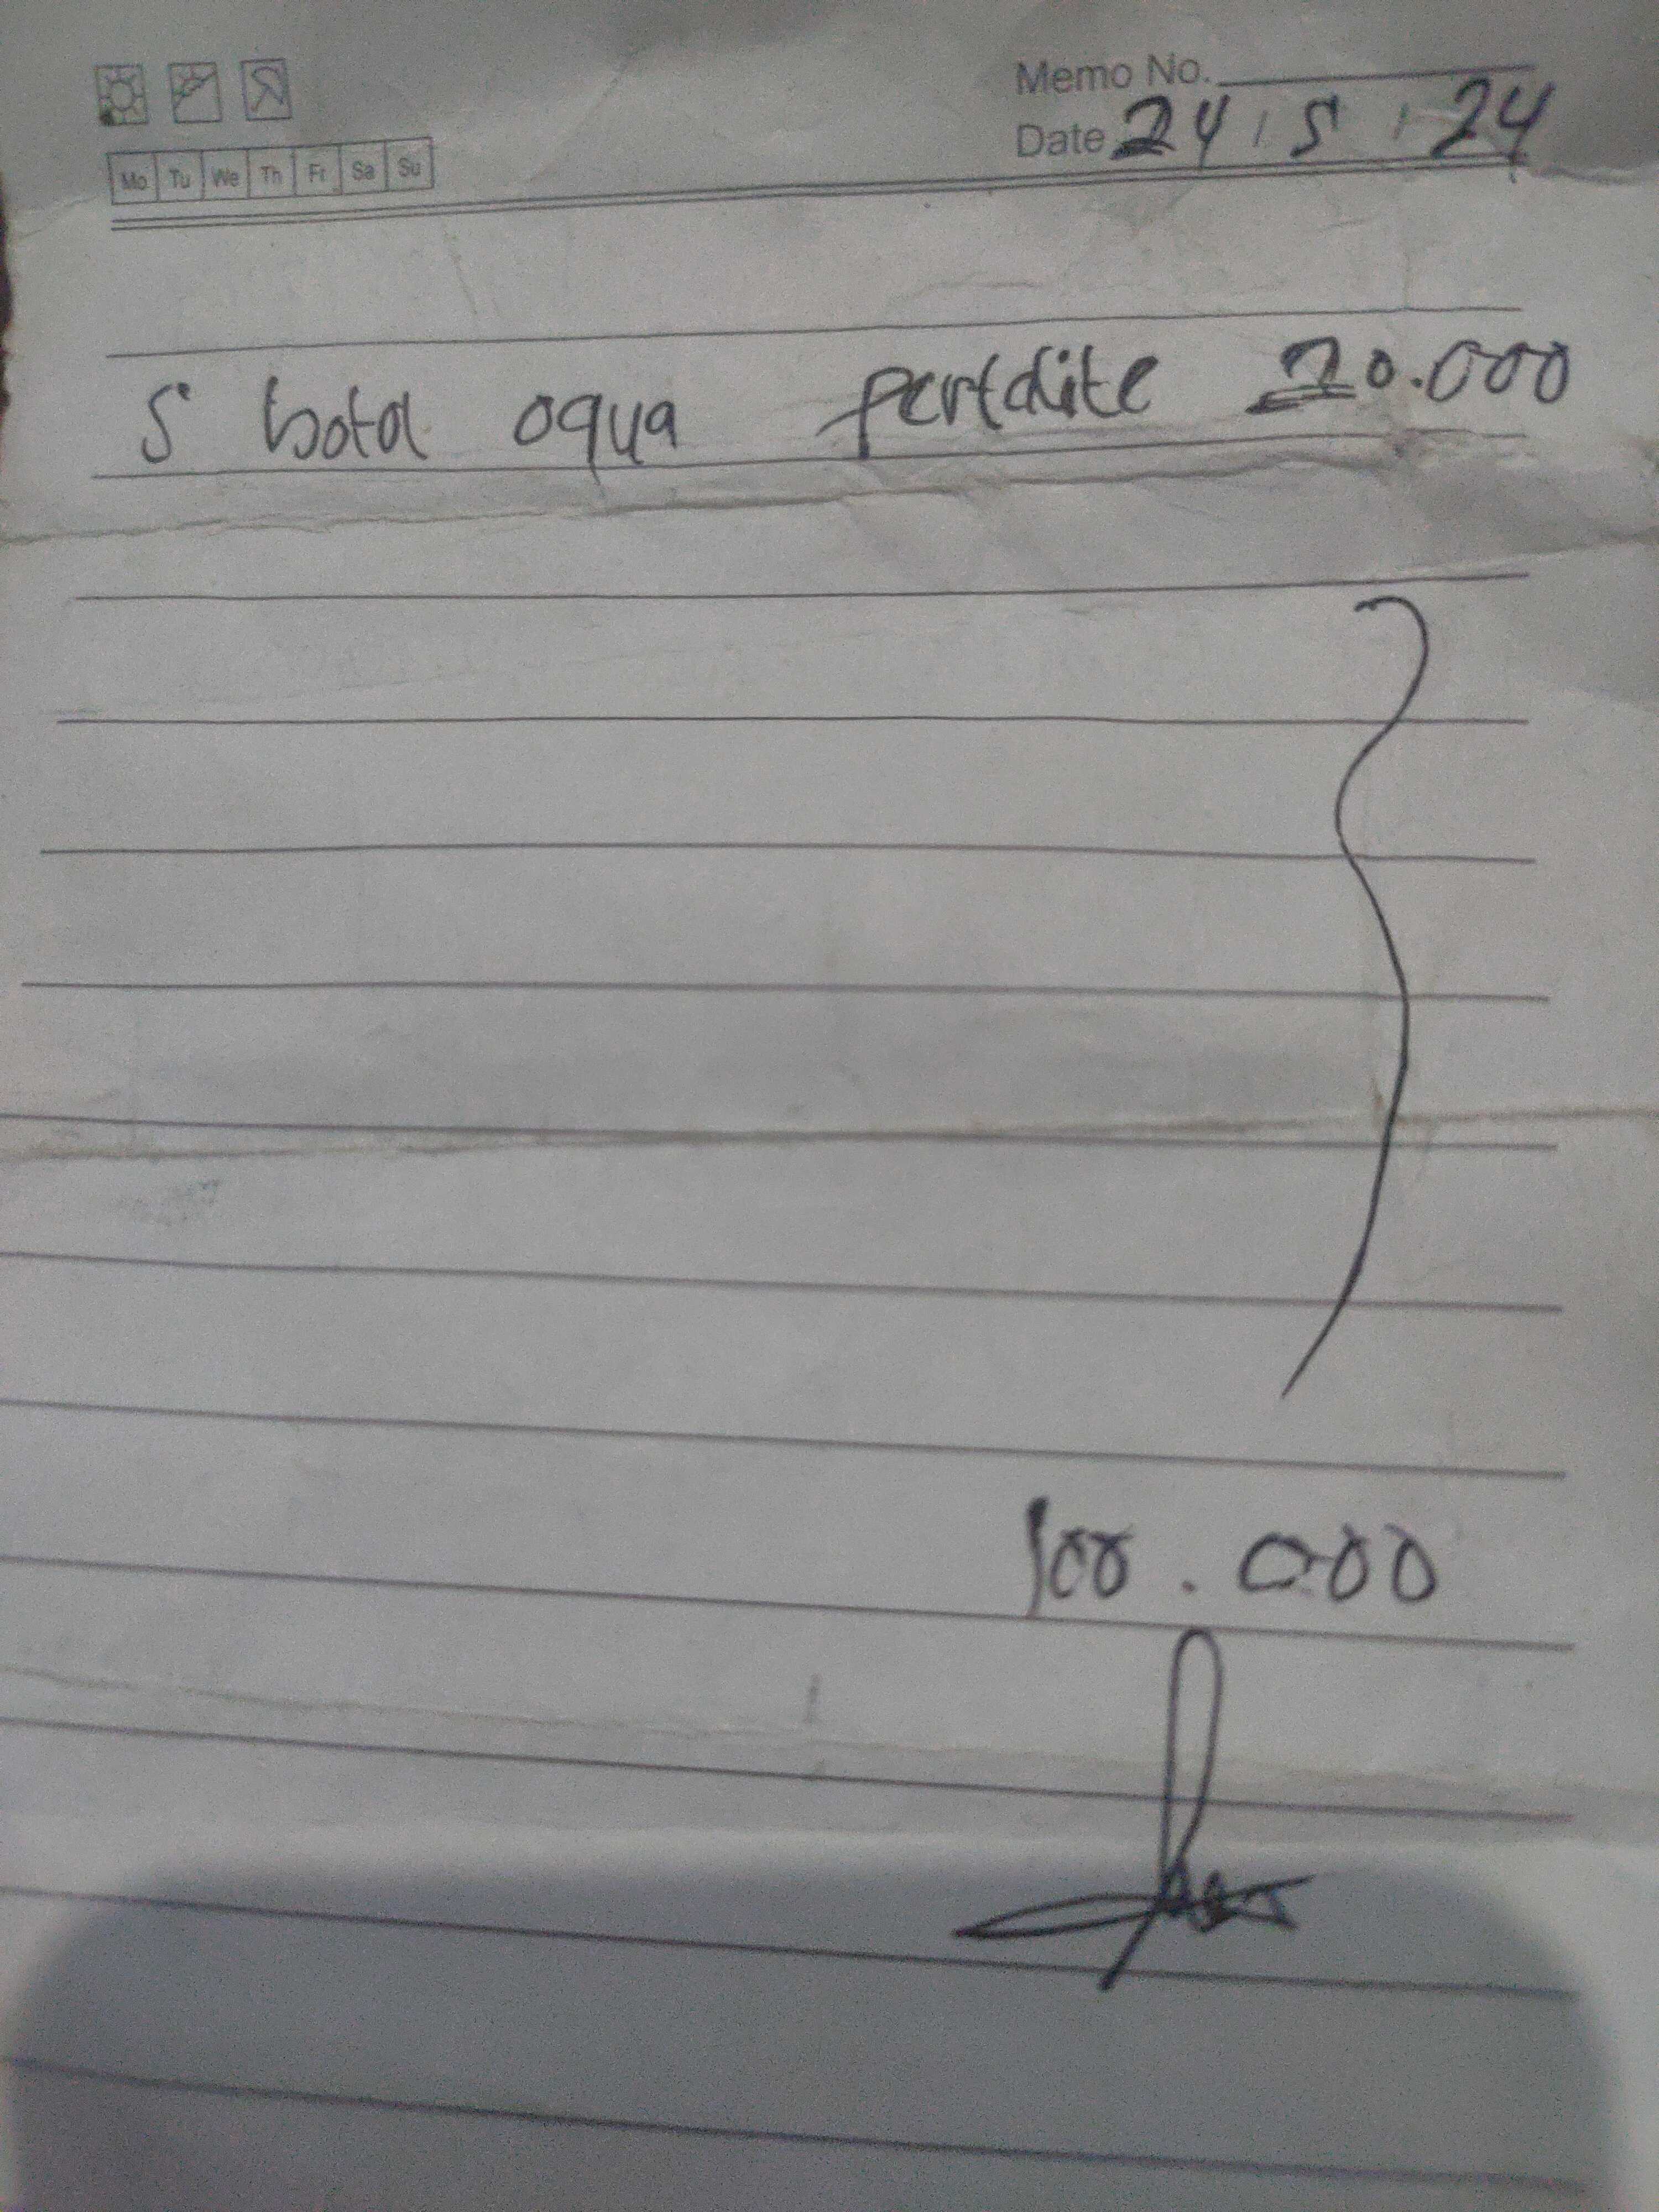 Memo No.
Date 24 / 5 / 24
Mo Tu We Th Fr Sa Su
5 botol aqua pertalite 20.000
100.000